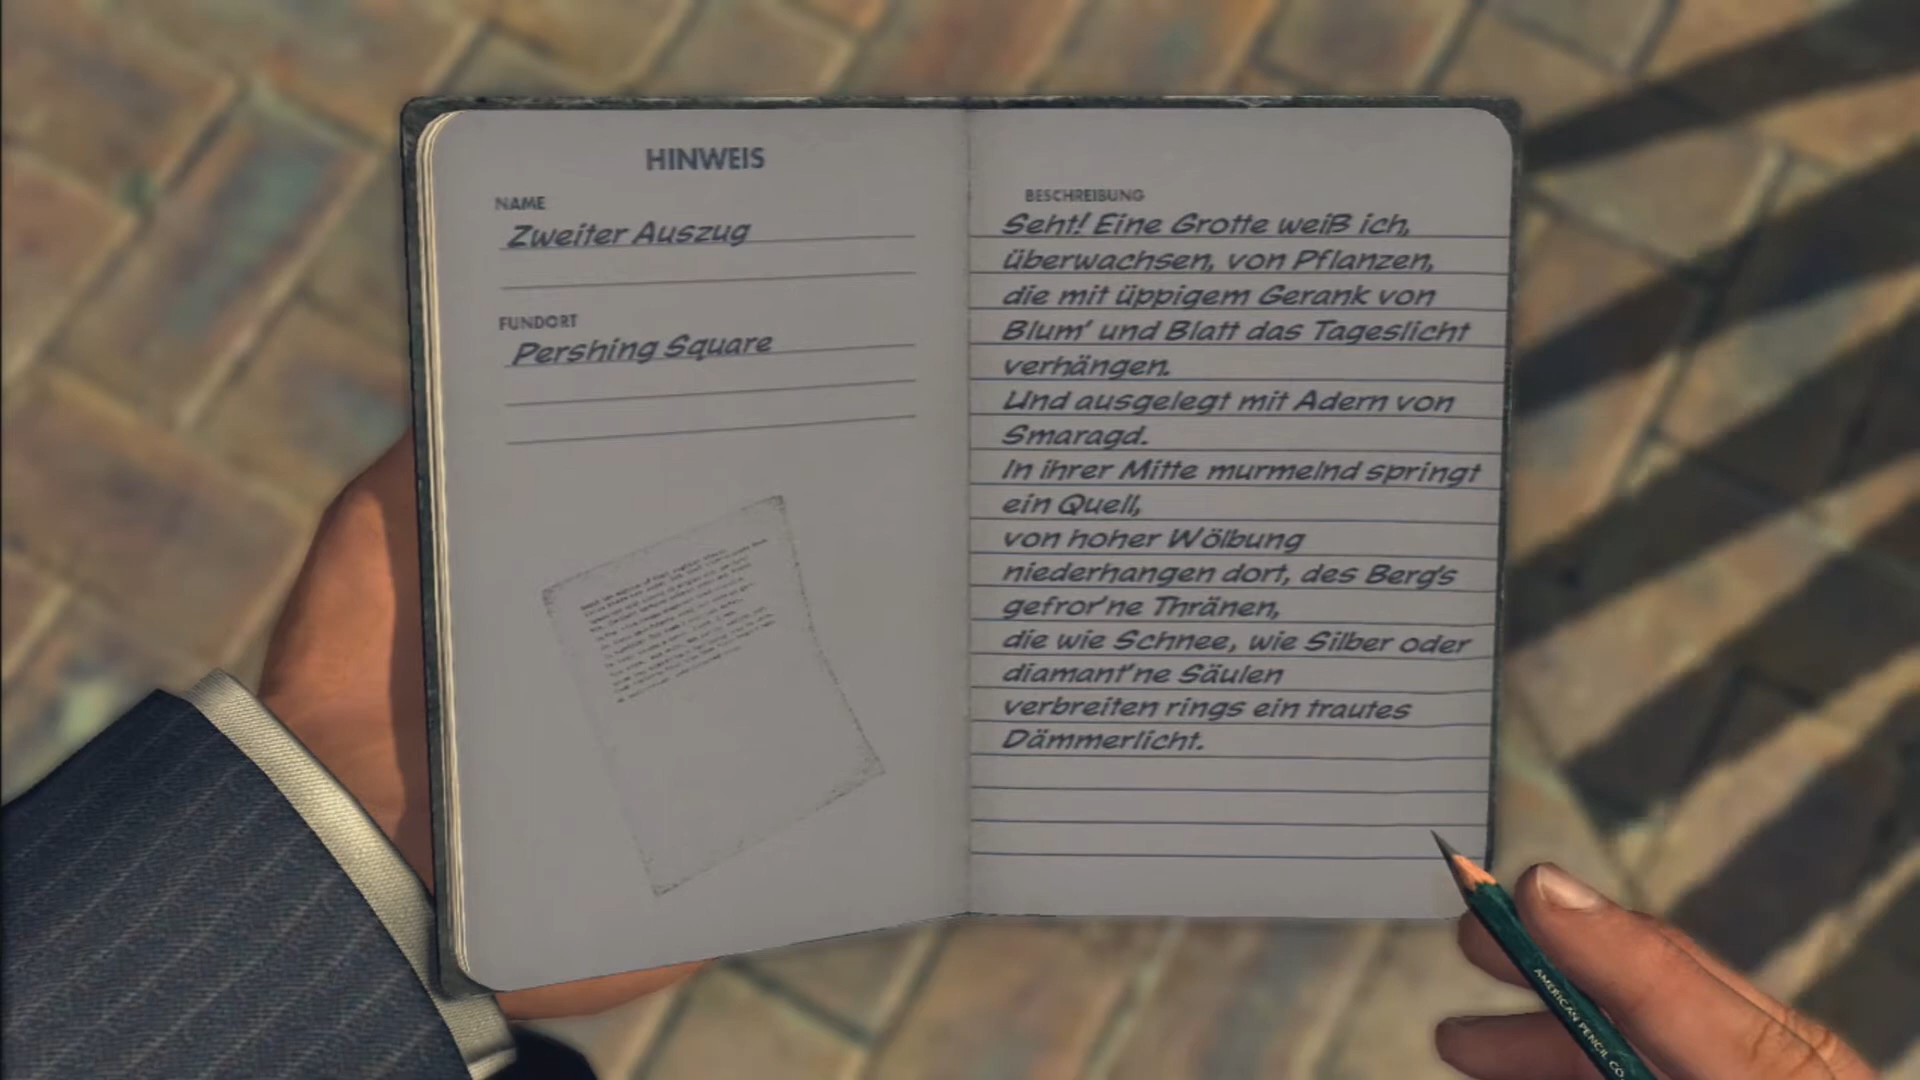 HINWEIS
NAME
Zweiter Auszug
FUNDORT
Pershing Square
BESCHREIBUNG
Seht! Eine Grotte weiß ich,
überwachsen, von Pflanzen,
die mit üppigem Gerank von
Blum' und Blatt das Tageslicht
verhängen.
Und ausgelegt mit Adern von
Smaragd.
In ihrer Mitte murmelnd springt
ein Quell,
von hoher Wölbung
niederhangen dort, des Berg's
gefror'ne Thränen,
die wie Schnee, wie Silber oder
diamant'ne Säulen
verbreiten rings ein trautes
Dämmerlicht.
AMERICAN PENCIL CO.